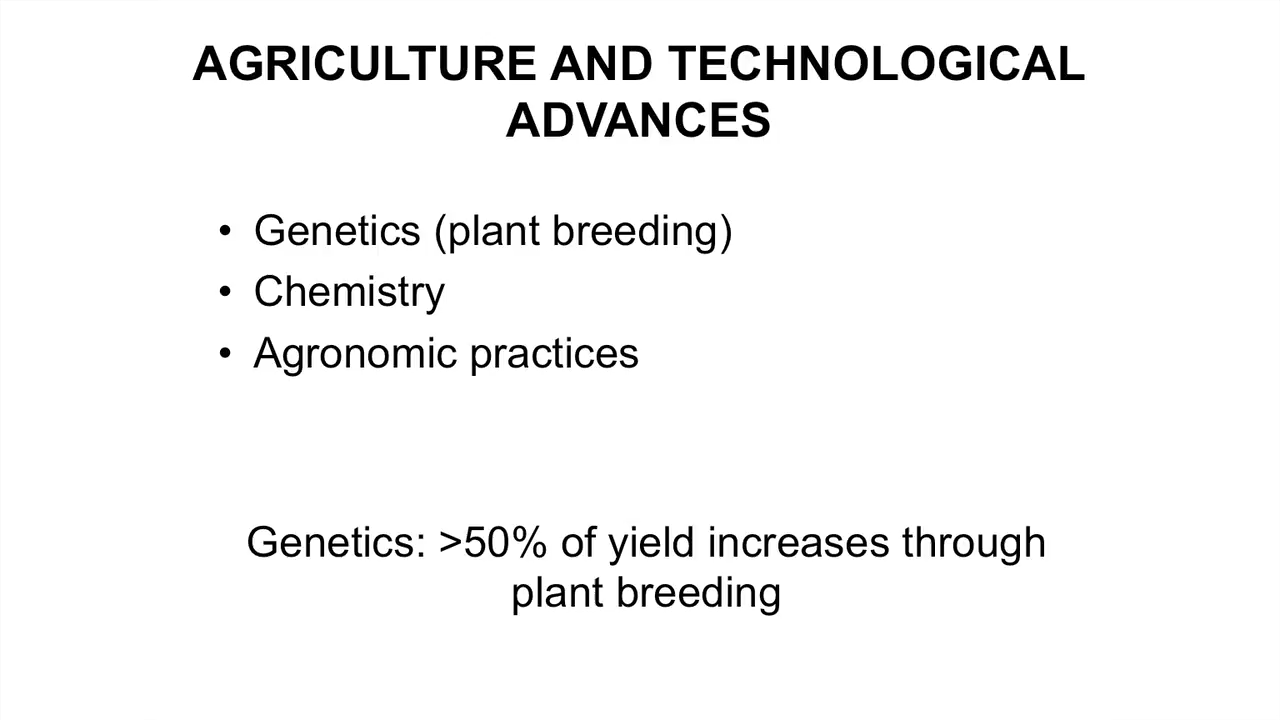 AGRICULTURE AND TECHNOLOGICAL
ADVANCES
• Genetics (plant breeding)
• Chemistry
• Agronomic practices
Genetics: >50% of yield increases through
plant breeding